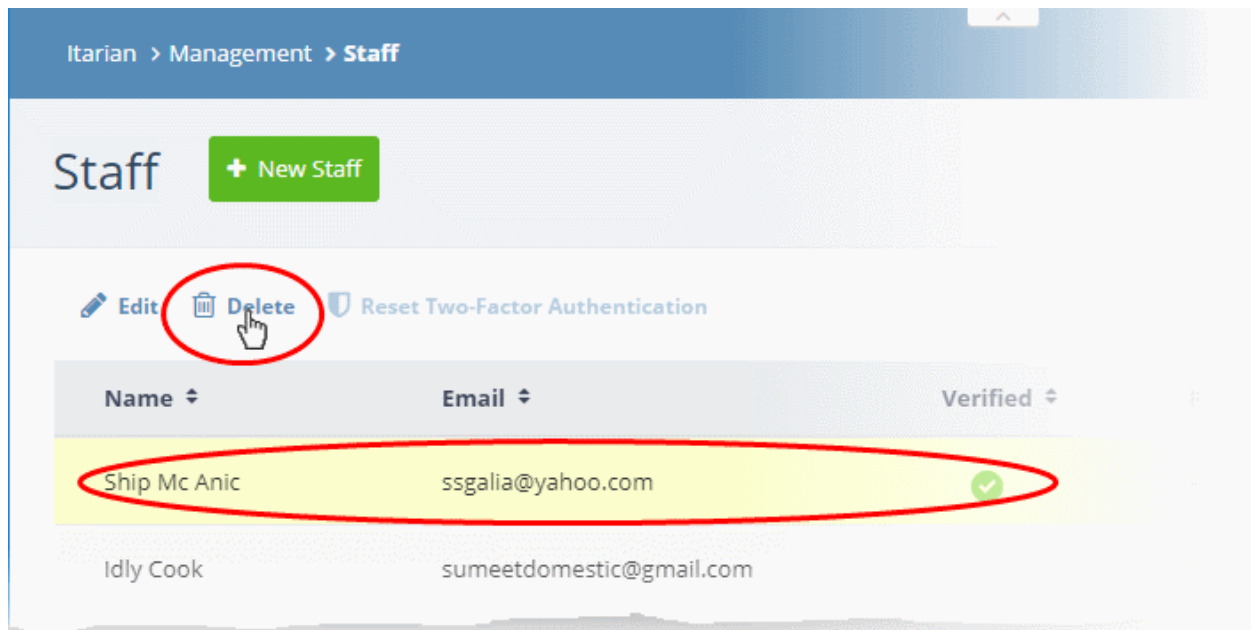 Itarian > Management > Staff
Staff + New Staff
Edit Delete Reset Two-Factor Authentication
Name Email Verified
Ship Mc Anic ssgalia@yahoo.com
Idly Cook sumeetdomestic@gmail.com